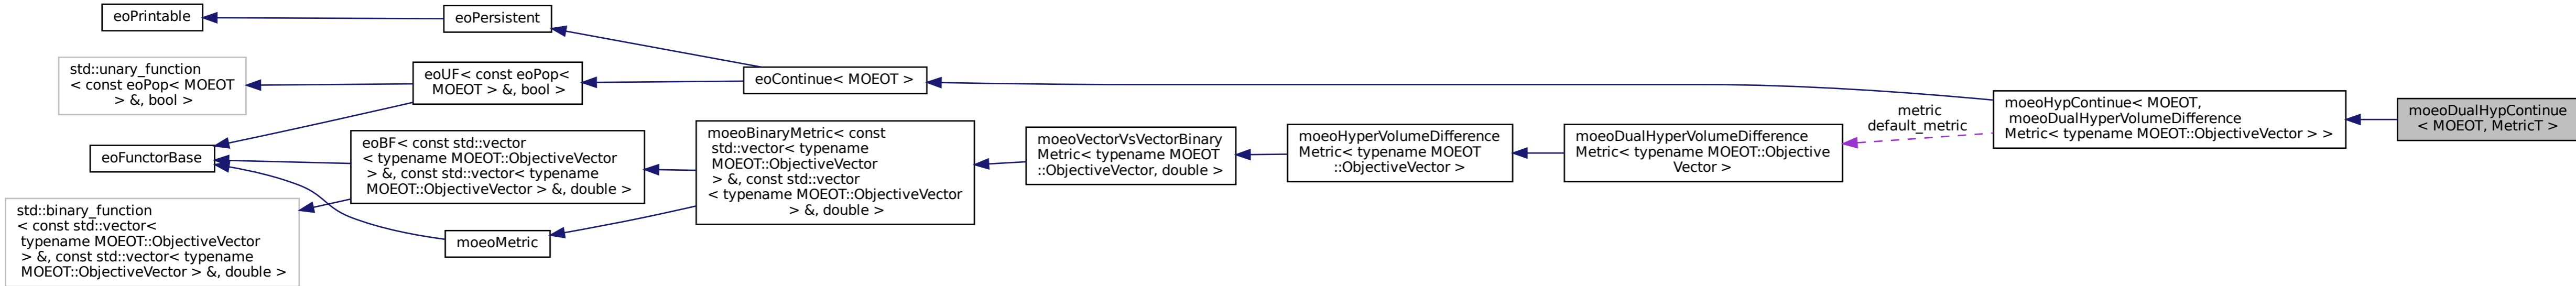 eoPrintable
eoPersistent
std::unary_function
< const eoPop< MOEOT
> &, bool >
eoUF< const eoPop<
MOEOT > &, bool >
eoContinue< MOEOT >
eoFunctorBase
eoBF< const std::vector
< typename MOEOT::ObjectiveVector
> &, const std::vector< typename
MOEOT::ObjectiveVector > &, double >
std::binary_function
< const std::vector<
typename MOEOT::ObjectiveVector
> &, const std::vector< typename
MOEOT::ObjectiveVector > &, double >
moeoMetric
moeoBinaryMetric< const
std::vector< typename
MOEOT::ObjectiveVector
> &, const std::vector
< typename MOEOT::ObjectiveVector
> &, double >
moeoVectorVsVectorBinary
Metric< typename MOEOT
::ObjectiveVector, double >
moeoHyperVolumeDifference
Metric< typename MOEOT
::ObjectiveVector >
moeoDualHyperVolumeDifference
Metric< typename MOEOT::Objective
Vector >
metric
default_metric
moeoHypContinue< MOEOT,
moeoDualHyperVolumeDifference
Metric< typename MOEOT::ObjectiveVector > >
moeoDualHypContinue
< MOEOT, MetricT >